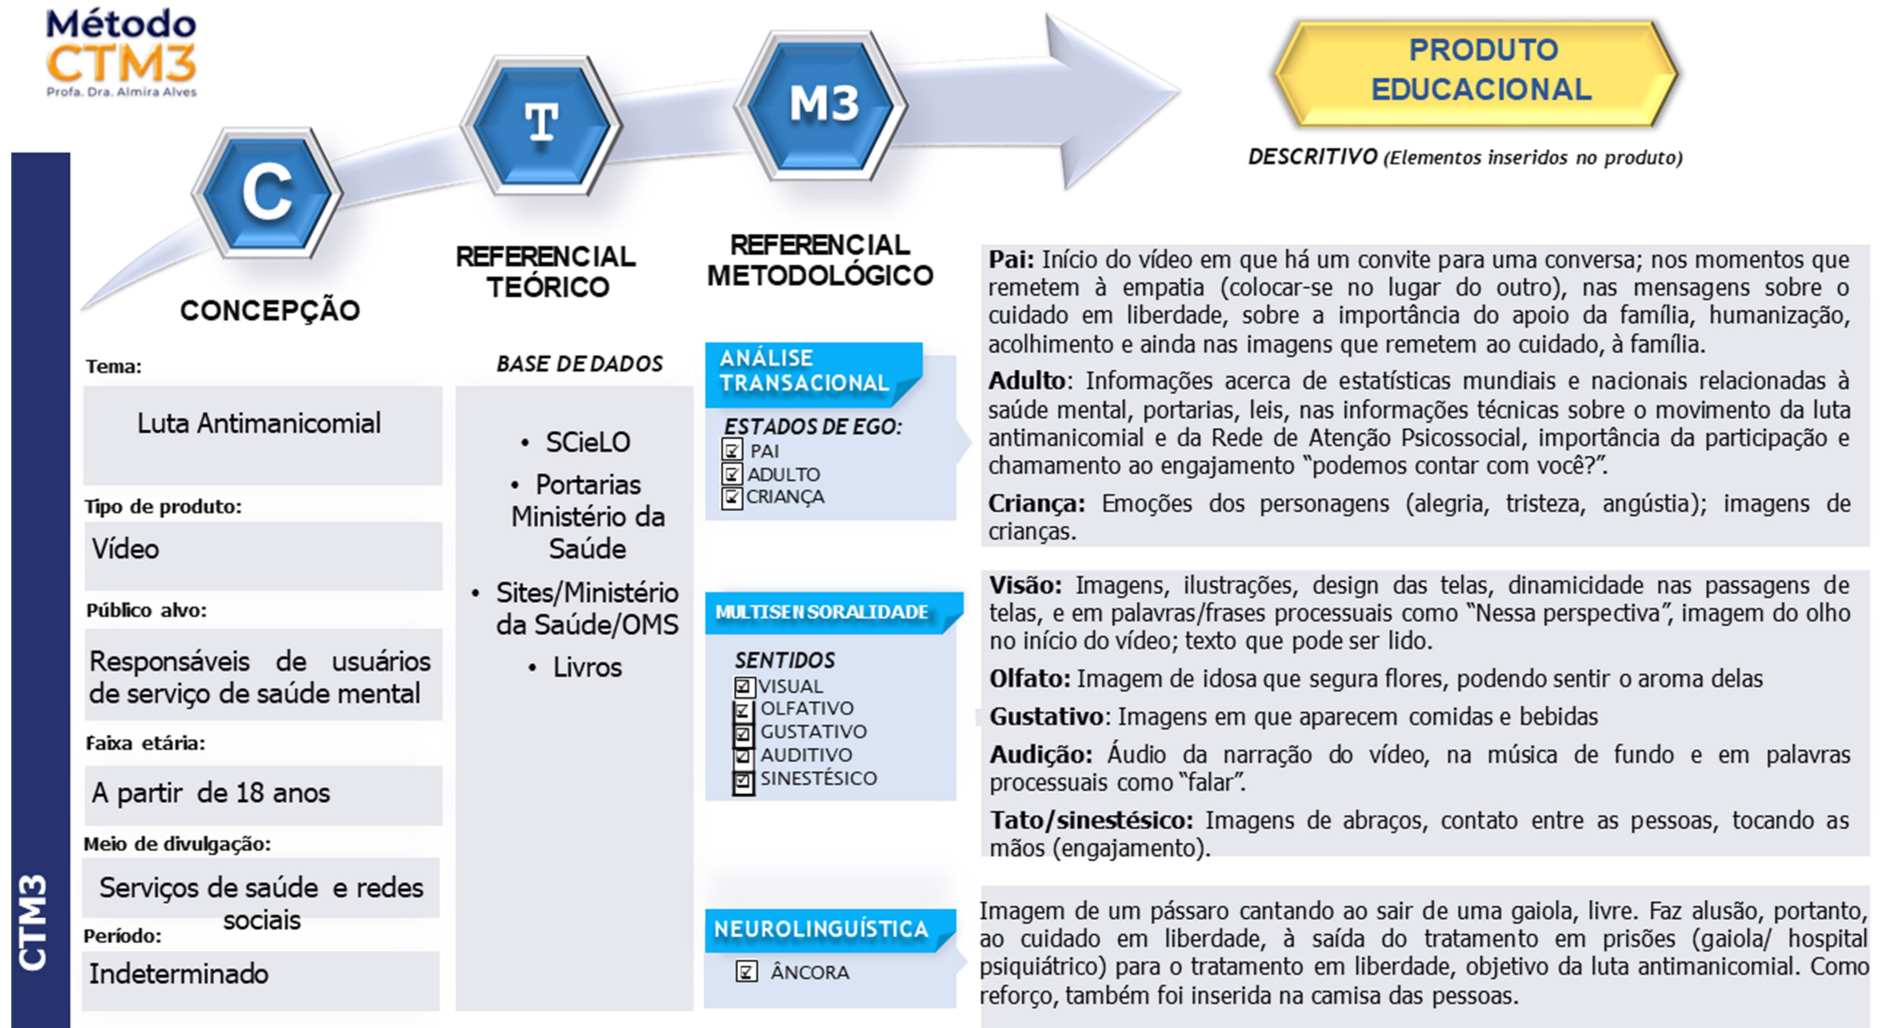 Método
CTM3
Profa. Dra. Almira Alves
C
T
M3
PRODUTO
EDUCACIONAL
DESCRITIVO (Elementos inseridos no produto)
CONCEPÇÃO
REFERENCIAL
TEÓRICO
REFERENCIAL
METODOLÓGICO
Tema:
Luta Antimanicomial
Tipo de produto:
Vídeo
Público alvo:
Responsáveis de usuários
de serviço de saúde mental
Faixa etária:
A partir de 18 anos
Meio de divulgação:
Serviços de saúde e redes
sociais
Período:
Indeterminado
BASE DE DADOS
• SCieLO
• Portarias
Ministério da
Saúde
• Sites/Ministério
da Saúde/OMS
• Livros
ANÁLISE
TRANSACIONAL
ESTADOS DE EGO:
☑ PAI
☑ ADULTO
☑ CRIANÇA
MULTISENSORALIDADE
SENTIDOS
☑ VISUAL
☑ OLFATIVO
☑ GUSTATIVO
☑ AUDITIVO
☑ SINESTÉSICO
NEUROLINGUÍSTICA
☑ ÂNCORA
Pai: Início do vídeo em que há um convite para uma conversa; nos momentos que
remetem à empatia (colocar-se no lugar do outro), nas mensagens sobre o
cuidado em liberdade, sobre a importância do apoio da família, humanização,
acolhimento e ainda nas imagens que remetem ao cuidado, à família.
Adulto: Informações acerca de estatísticas mundiais e nacionais relacionadas à
saúde mental, portarias, leis, nas informações técnicas sobre o movimento da luta
antimanicomial e da Rede de Atenção Psicossocial, importância da participação e
chamamento ao engajamento “podemos contar com você?”.
Criança: Emoções dos personagens (alegria, tristeza, angústia); imagens de
crianças.
Visão: Imagens, ilustrações, design das telas, dinamicidade nas passagens de
telas, e em palavras/frases processuais como “Nessa perspectiva”, imagem do olho
no início do vídeo; texto que pode ser lido.
Olfato: Imagem de idosa que segura flores, podendo sentir o aroma delas
Gustativo: Imagens em que aparecem comidas e bebidas
Audição: Áudio da narração do vídeo, na música de fundo e em palavras
processuais como “falar”.
Tato/sinestésico: Imagens de abraços, contato entre as pessoas, tocando as
mãos (engajamento).
Imagem de um pássaro cantando ao sair de uma gaiola, livre. Faz alusão, portanto,
ao cuidado em liberdade, à saída do tratamento em prisões (gaiola/ hospital
psiquiátrico) para o tratamento em liberdade, objetivo da luta antimanicomial. Como
reforço, também foi inserida na camisa das pessoas.
CTM3